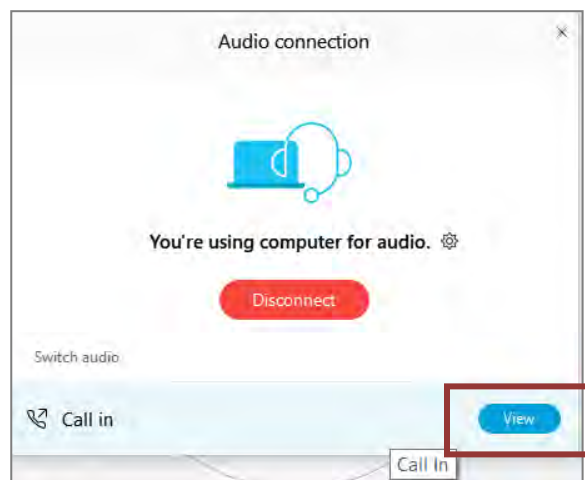 Audio connection
You're using computer for audio.
Disconnect
Switch audio
Call in
View
Call In